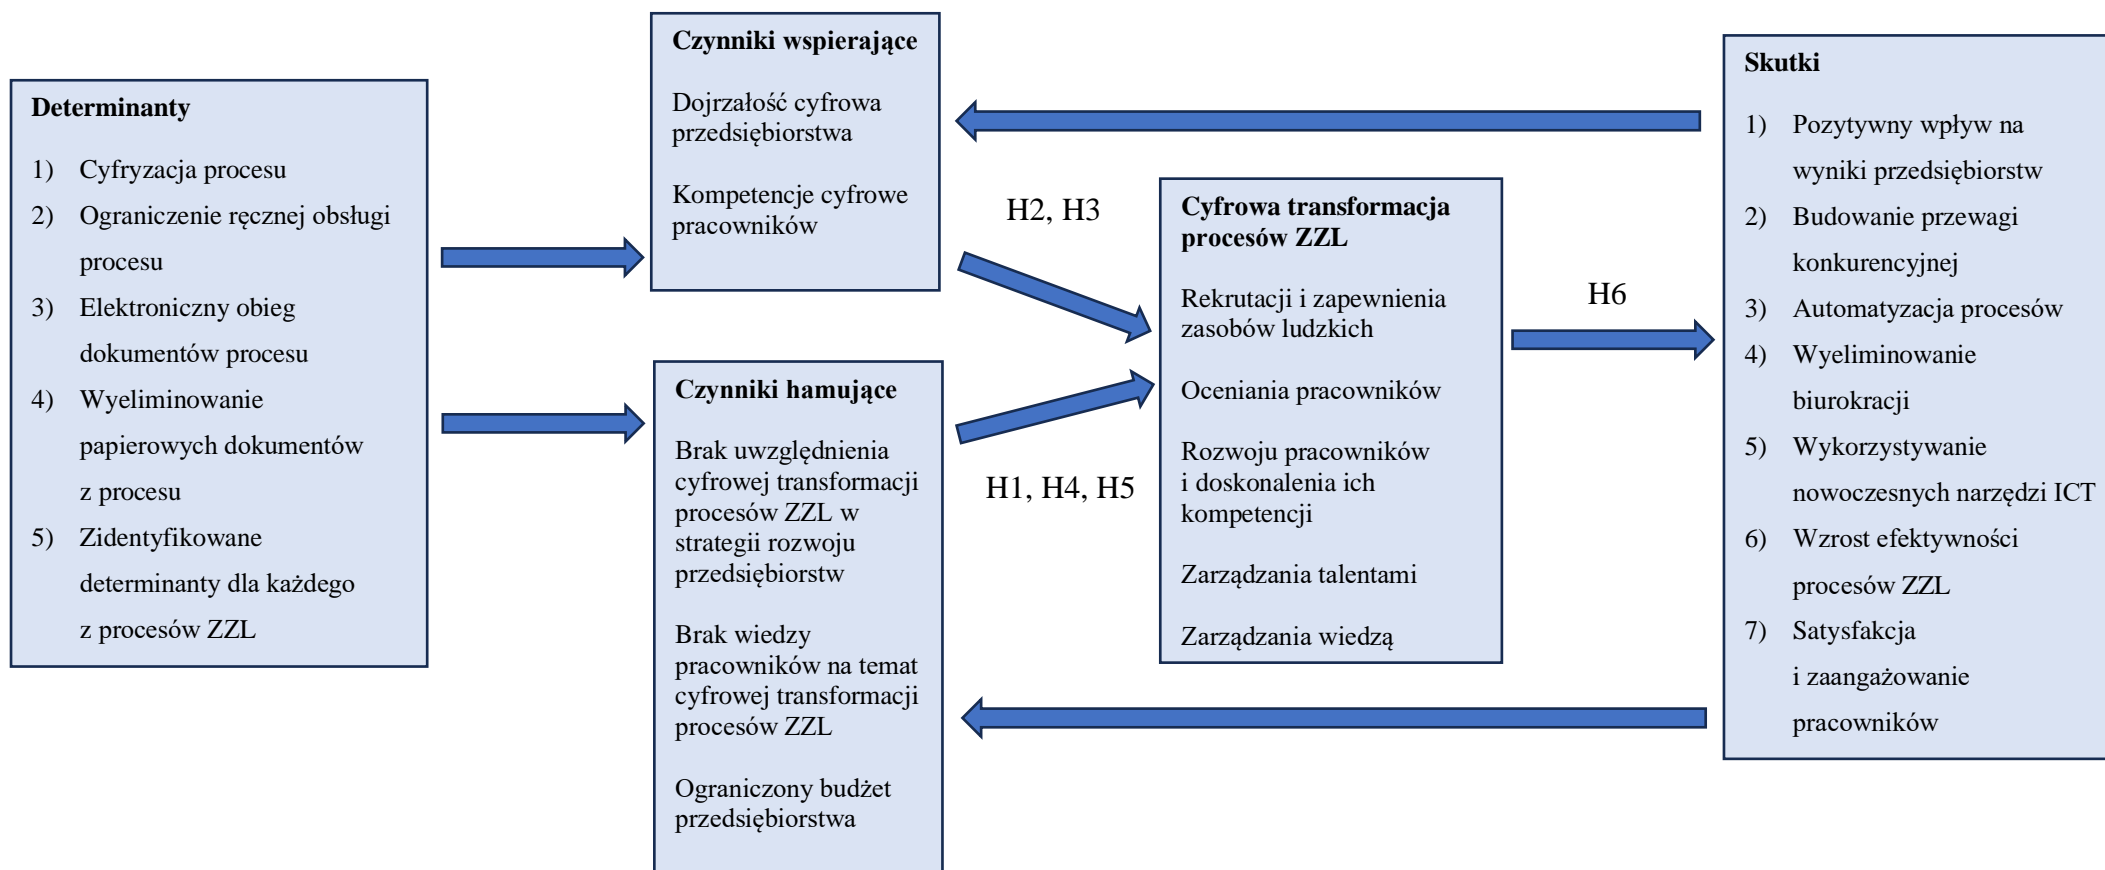 Determinanty
1) Cyfryzacja procesu
2) Ograniczenie ręcznej obsługi
procesu
3) Elektroniczny obieg
dokumentów procesu
4) Wyeliminowanie
papierowych dokumentów
z procesu
5) Zidentyfikowane
determinanty dla każdego
z procesów ZZL
Czynniki wspierające
Dojrzałość cyfrowa
przedsiębiorstwa
Kompetencje cyfrowe
pracowników
Czynniki hamujące
Brak uwzględnienia
cyfrowej transformacji
procesów ZZL w
strategii rozwoju
przedsiębiorstw
Brak wiedzy
pracowników na temat
cyfrowej transformacji
procesów ZZL
Ograniczony budżet
przedsiębiorstwa
H2, H3
H1, H4, H5
Cyfrowa transformacja
procesów ZZL
Rekrutacji i zapewnienia
zasobów ludzkich
Oceniania pracowników
Rozwoju pracowników
i doskonalenia ich
kompetencji
Zarządzania talentami
Zarządzania wiedzą
H6
Skutki
1) Pozytywny wpływ na
wyniki przedsiębiorstw
2) Budowanie przewagi
konkurencyjnej
3) Automatyzacja procesów
4) Wyeliminowanie
biurokracji
5) Wykorzystywanie
nowoczesnych narzędzi ICT
6) Wzrost efektywności
procesów ZZL
7) Satysfakcja
i zaangażowanie
pracowników